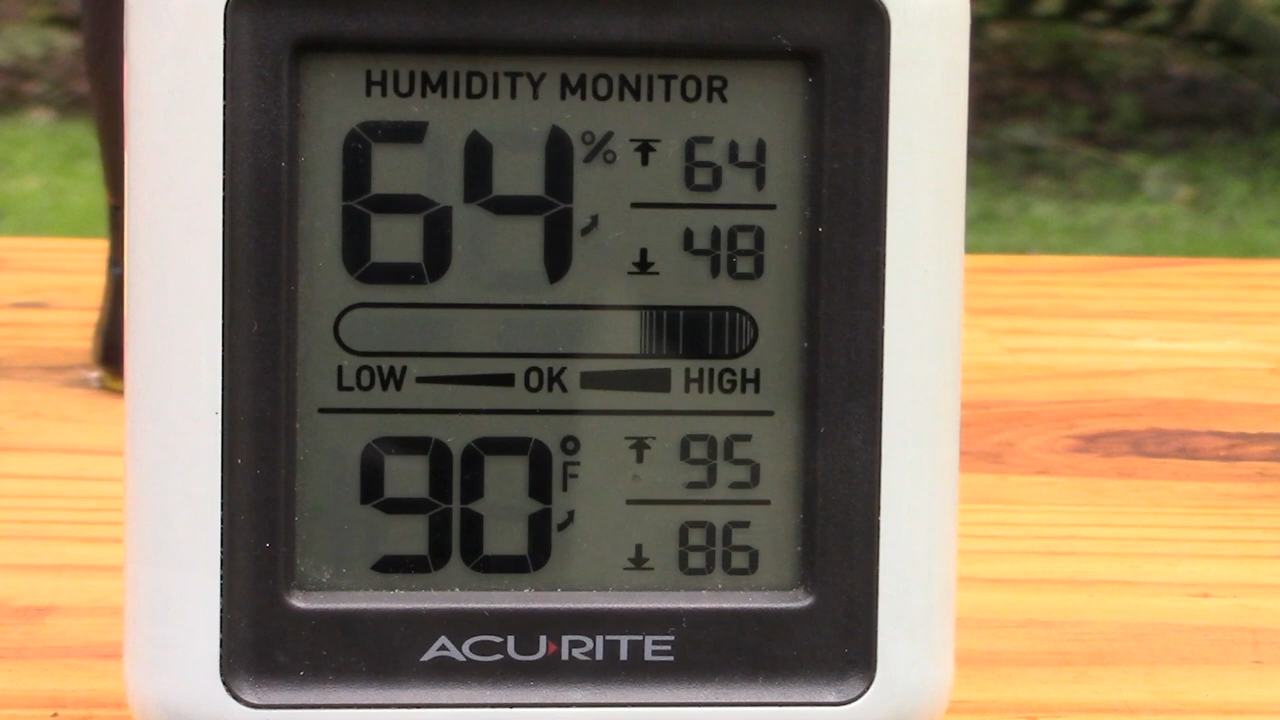 HUMIDITY MONITOR
64% 64
48
LOW OK HIGH
90°F 95
86
ACURITE